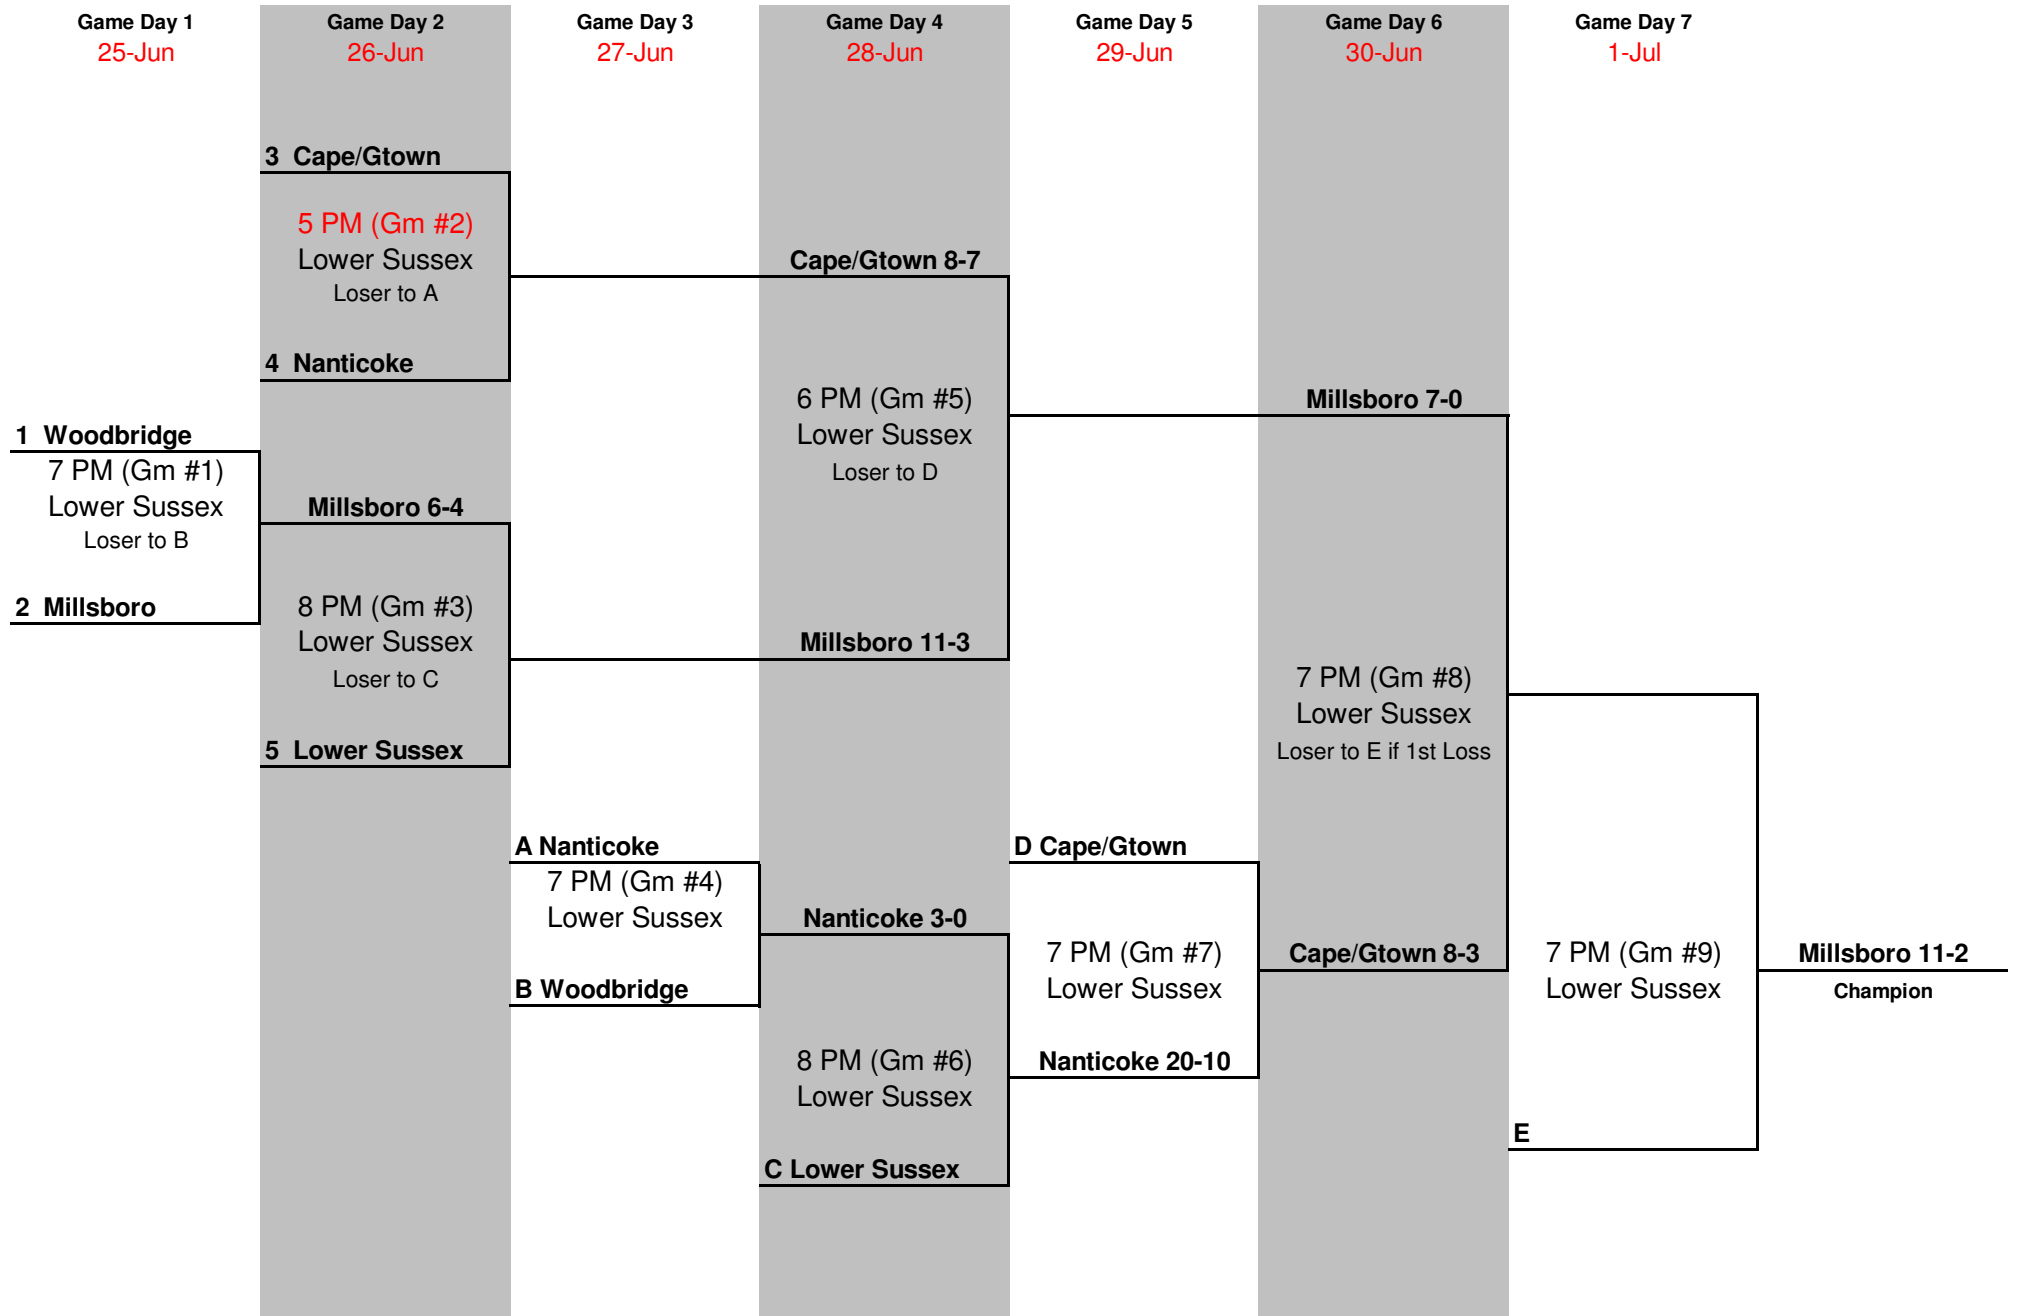 Game Day 1
25-Jun
Game Day 2
26-Jun
Game Day 3
27-Jun
Game Day 4
28-Jun
Game Day 5
29-Jun
Game Day 6
30-Jun
Game Day 7
1-Jul
1 Woodbridge
7 PM (Gm #1)
Lower Sussex
Loser to B
2 Millsboro
3 Cape/Gtown
5 PM (Gm #2)
Lower Sussex
Loser to A
4 Nanticoke
Millsboro 6-4
8 PM (Gm #3)
Lower Sussex
Loser to C
5 Lower Sussex
A Nanticoke
7 PM (Gm #4)
Lower Sussex
B Woodbridge
Cape/Gtown 8-7
6 PM (Gm #5)
Lower Sussex
Loser to D
Millsboro 11-3
Nanticoke 3-0
8 PM (Gm #6)
Lower Sussex
C Lower Sussex
D Cape/Gtown
7 PM (Gm #7)
Lower Sussex
Nanticoke 20-10
Millsboro 7-0
7 PM (Gm #8)
Lower Sussex
Loser to E if 1st Loss
Cape/Gtown 8-3
7 PM (Gm #9)
Lower Sussex
E
Millsboro 11-2
Champion